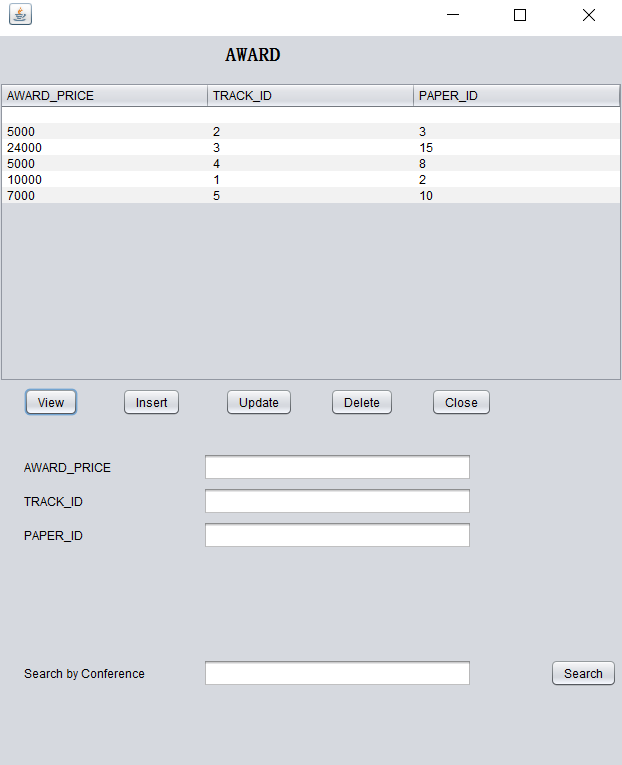 AWARD
AWARD_PRICE TRACK_ID PAPER_ID
5000 2 3
24000 3 15
5000 4 8
10000 1 2
7000 5 10
View Insert Update Delete Close
AWARD_PRICE
TRACK_ID
PAPER_ID
Search by Conference Search